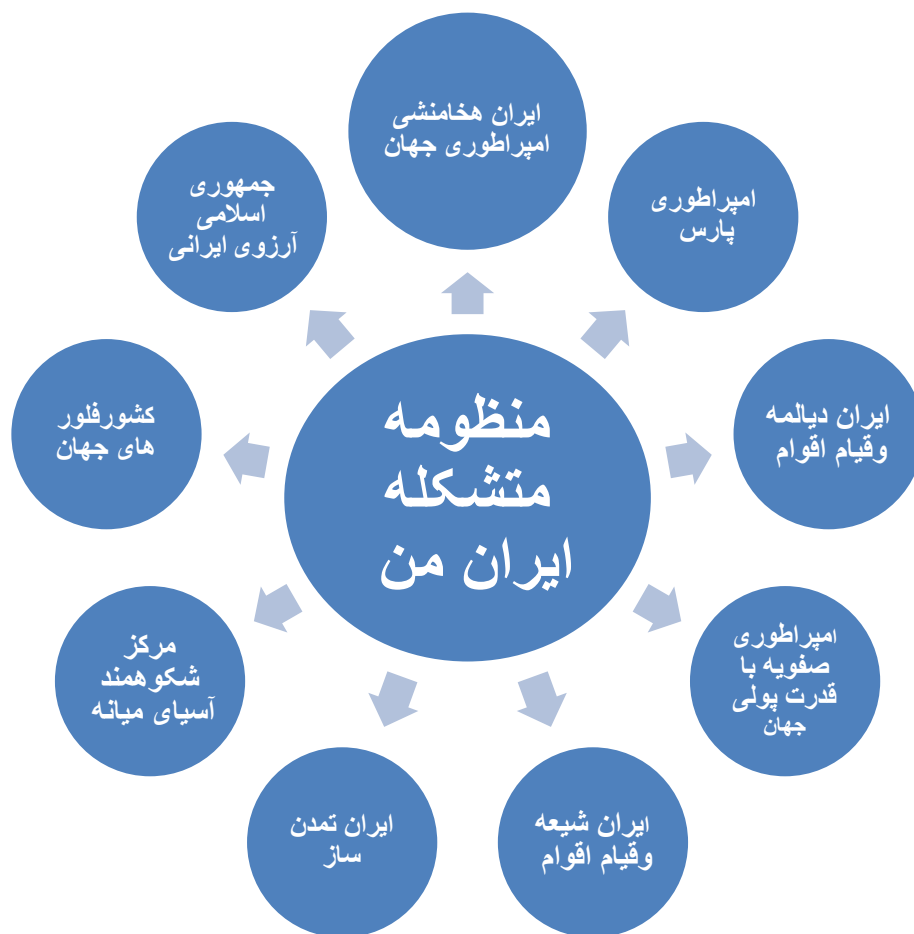 ایران هخامنشی
امپراطوری جهان
امپراطوری
پارس
ایران دیالمه
وقیام اقوام
امپراطوری
صفویه با
قدرت پولی
جهان
ایران شیعه
وقیام اقوام
ایران تمدن
ساز
مرکز
شکوهمند
آسیای میانه
کشورفلور
های جهان
جمهوری
اسلامی
آرزوی ایرانی
منظومه
متشکله
ایران من